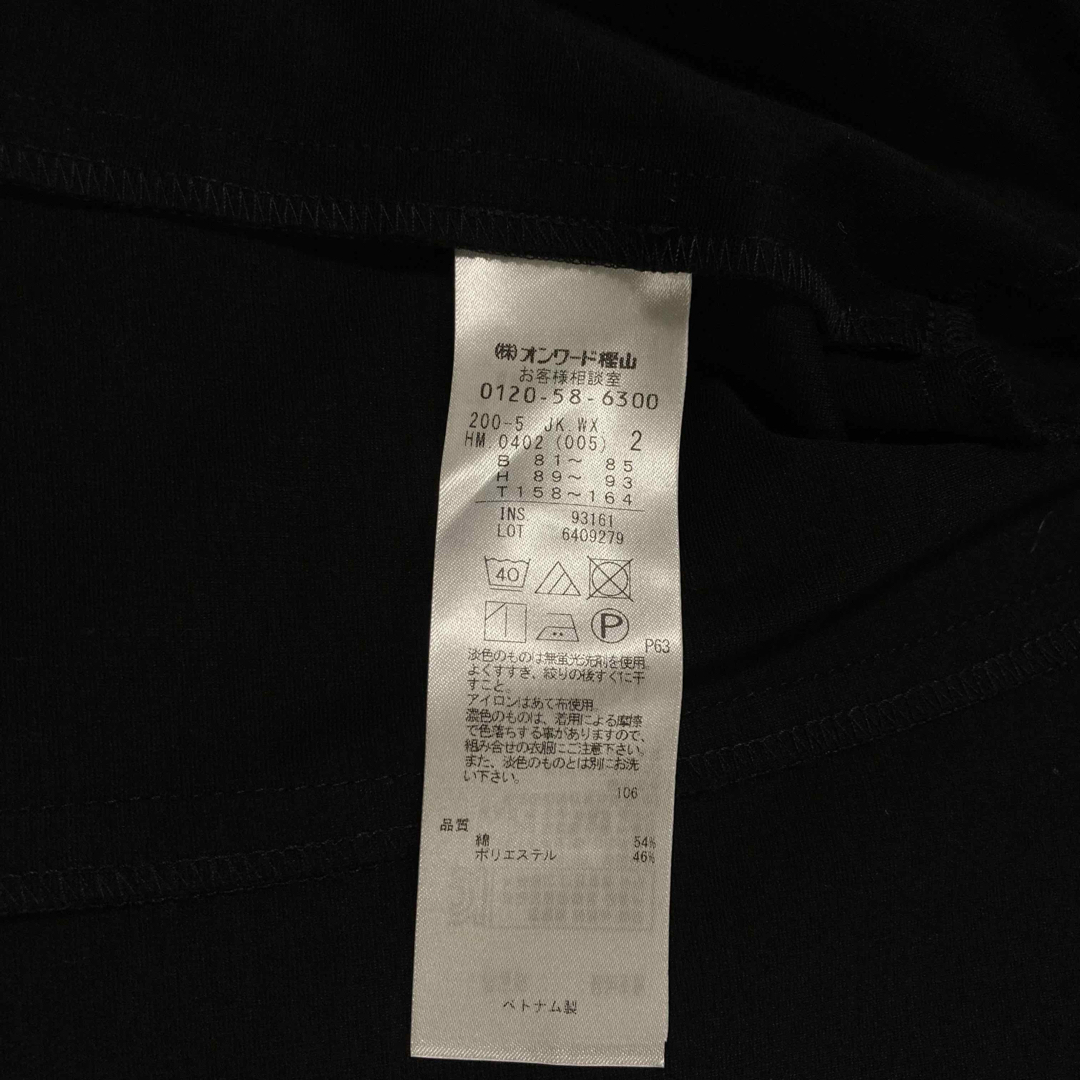 ㈱オンワード樫山
お客様相談室
0120-58-6300
200-5 JK.WX.
HM.0402 (005) 2
B 81〜 85
H 89〜 93
T158〜164
INS 93161
LOT 6409279
40
P
P63
淡色のものは無蛍光洗剤を使用。
よくすすぎ、絞りの後すぐに干
すこと。
アイロンはあて布使用。
濃色のものは、着用による摩擦
で色落ちする事がありますので、
組み合せの衣服にご注意下さい。
また、淡色のものとは別にお洗
い下さい。
106
品質
綿 54%
ポリエステル 46%
ベトナム製